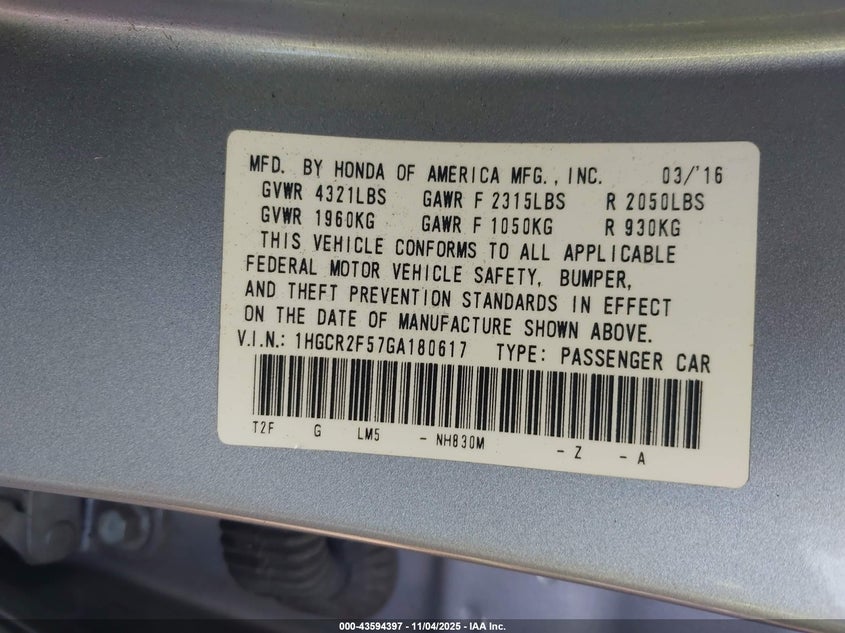 MFD. BY HONDA OF AMERICA MFG., INC. 03/'16
GVWR 4321LBS GAWR F 2315LBS R 2050LBS
GVWR 1960KG GAWR F 1050KG R 930KG
THIS VEHICLE CONFORMS TO ALL APPLICABLE
FEDERAL MOTOR VEHICLE SAFETY, BUMPER,
AND THEFT PREVENTION STANDARDS IN EFFECT
ON THE DATE OF MANUFACTURE SHOWN ABOVE.
V.I.N.: 1HGCR2F57GA180617 TYPE: PASSENGER CAR
T2F G LM5 - NH830M - Z - A
000-43594397 - 11/04/2025 - IAA Inc.